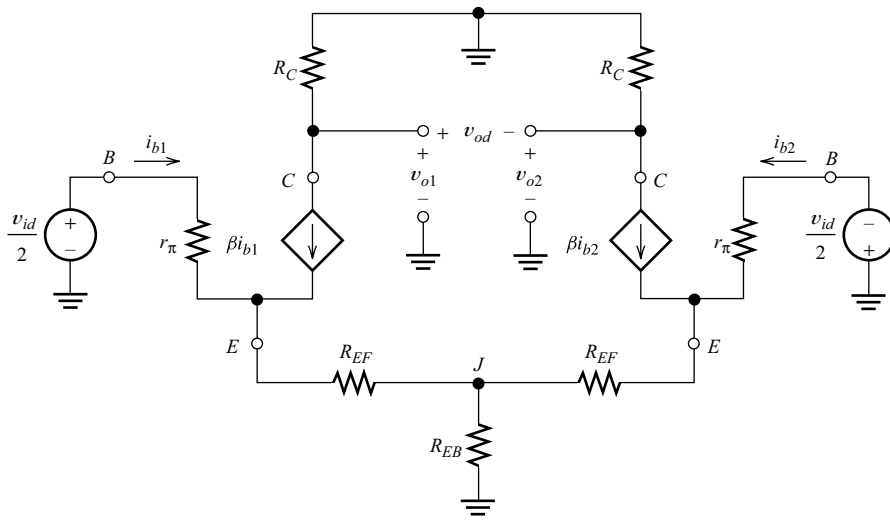 R_C
R_C
+ v_od −
i_b1
i_b2
B
B
C
C
+
v_o1
−
+
v_o2
−
v_id
2
+
−
r_π
βi_b1
βi_b2
r_π
−
+
v_id
2
E
E
R_EF
J
R_EF
R_EB